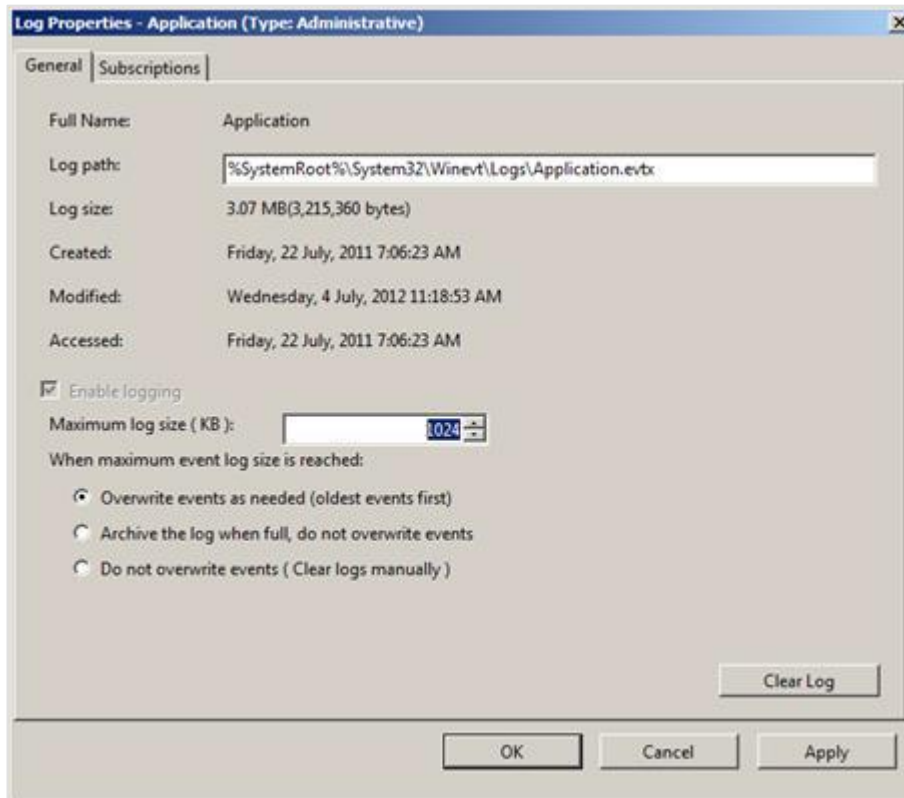 Log Properties - Application (Type: Administrative)
General Subscriptions
Full Name: Application
Log path: %SystemRoot%\System32\Winevt\Logs\Application.evtx
Log size: 3.07 MB(3,215,360 bytes)
Created: Friday, 22 July, 2011 7:06:23 AM
Modified: Wednesday, 4 July, 2012 11:18:53 AM
Accessed: Friday, 22 July, 2011 7:06:23 AM
Enable logging
Maximum log size ( KB ): 1024
When maximum event log size is reached:
Overwrite events as needed (oldest events first)
Archive the log when full, do not overwrite events
Do not overwrite events ( Clear logs manually )
Clear Log
OK Cancel Apply